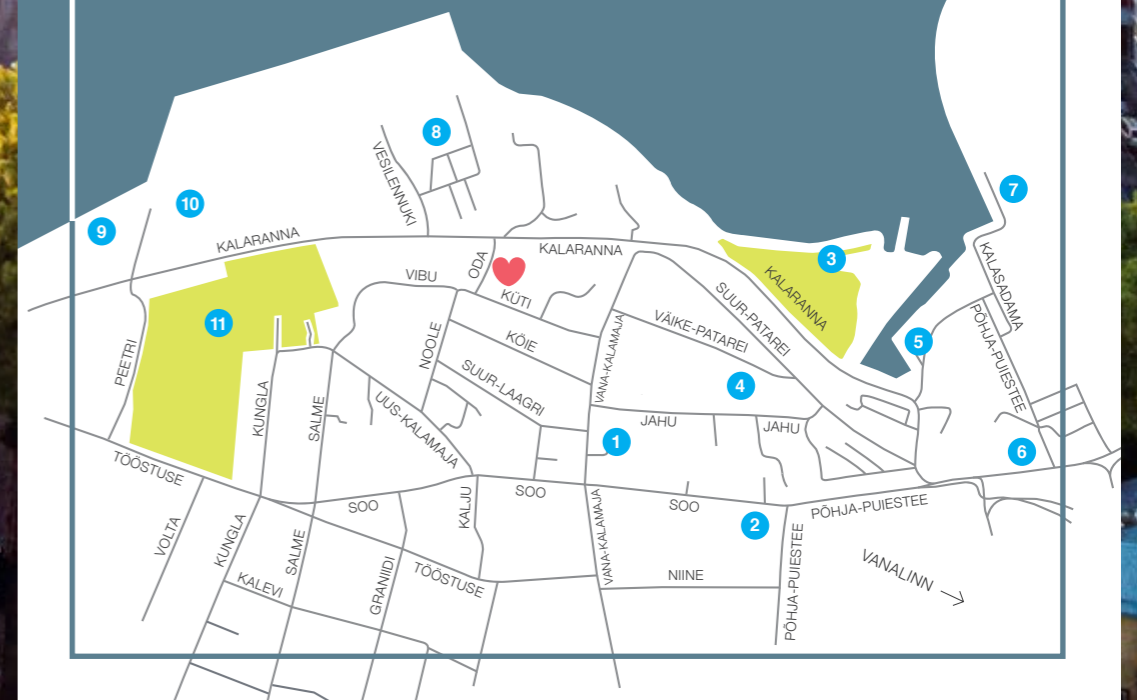 8
VESILENNUKI
7
10
9
KALARANNA
KALARANNA
ODA
3
KALARANNA
KALASADAMA
VIBU
KÜTI
SUUR-PATAREI
PÕHJA-PUIESTEE
11
VÄIKE-PATAREI
5
PEETRI
NOOLE
KÖIE
VANA-KALAMAJA
4
SUUR-LAAGRI
KUNGLA
SALME
UUS-KALAMAJA
JAHU
JAHU
1
6
TÖÖSTUSE
SOO
SOO
SOO
KALJU
VANA-KALAMAJA
2
PÕHJA-PUIESTEE
VOLTA
KUNGLA
SALME
GRANIIDI
TÖÖSTUSE
KALEVI
NIINE
PÕHJA-PUIESTEE
VANALINN